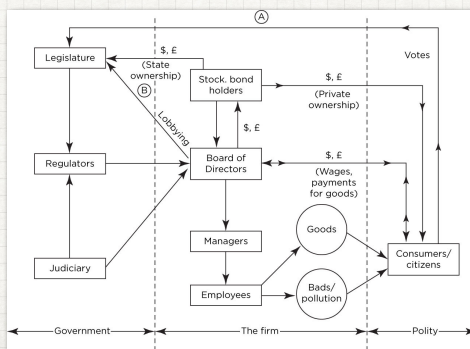 A
$, £
Legislature
(State
ownership)
Stock. bond
holders
$, £
(Private
ownership)
Votes
B
Lobbying
$, £
Regulators
Board of
Directors
$, £
(Wages,
payments
for goods)
Managers
Goods
Consumers/
citizens
Judiciary
Employees
Bads/
pollution
Government
The firm
Polity